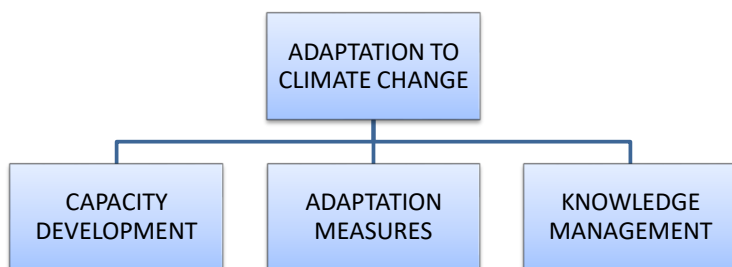 ADAPTATION TO
CLIMATE CHANGE
CAPACITY
DEVELOPMENT
ADAPTATION
MEASURES
KNOWLEDGE
MANAGEMENT